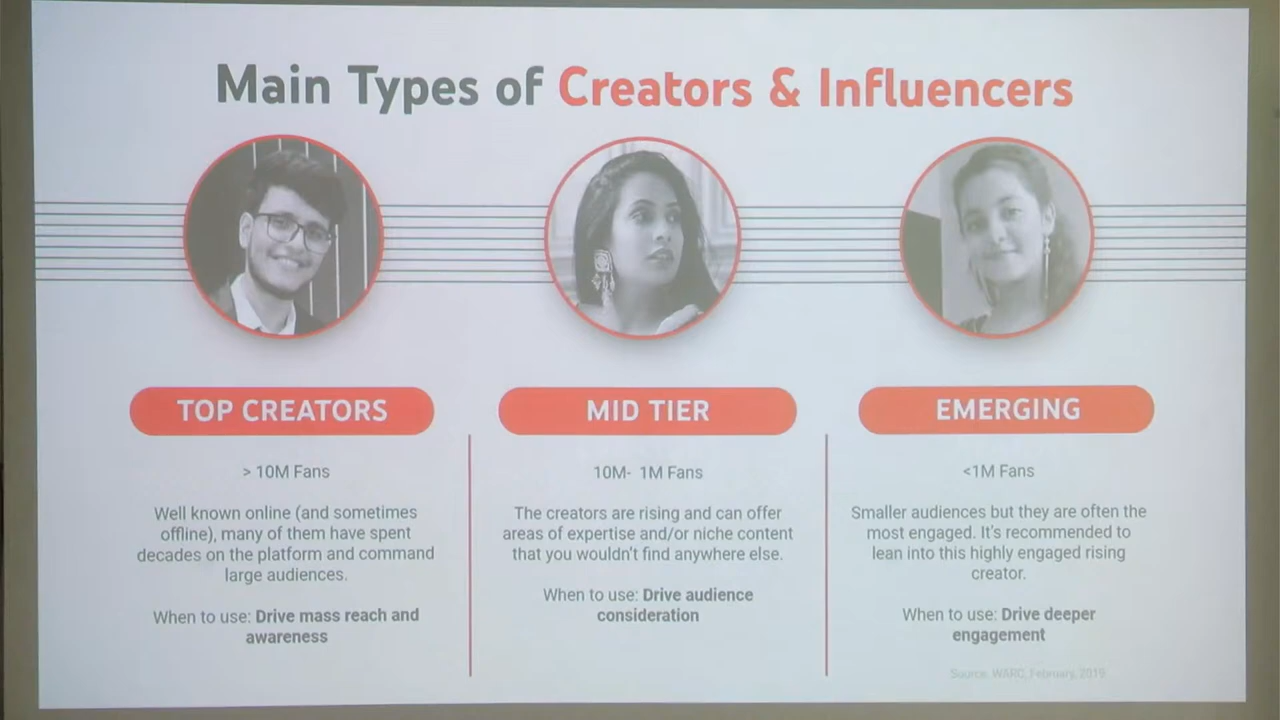 Main Types of Creators & Influencers
TOP CREATORS
> 10M Fans
Well known online (and sometimes
offline), many of them have spent
decades on the platform and command
large audiences.
When to use: Drive mass reach and
awareness
MID TIER
10M- 1M Fans
The creators are rising and can offer
areas of expertise and/or niche content
that you wouldn't find anywhere else.
When to use: Drive audience
consideration
EMERGING
<1M Fans
Smaller audiences but they are often the
most engaged. It's recommended to
lean into this highly engaged rising
creator.
When to use: Drive deeper
engagement
Source: WARC, February, 2019